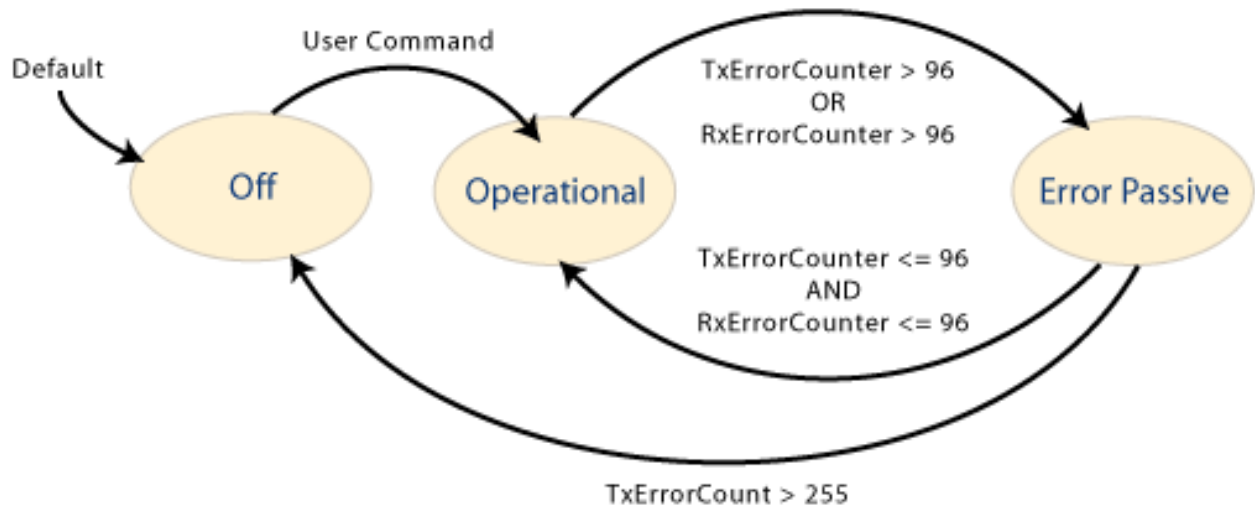 User Command
Default
TxErrorCounter > 96
OR
RxErrorCounter > 96
Off
Operational
Error Passive
TxErrorCounter <= 96
AND
RxErrorCounter <= 96
TxErrorCount > 255